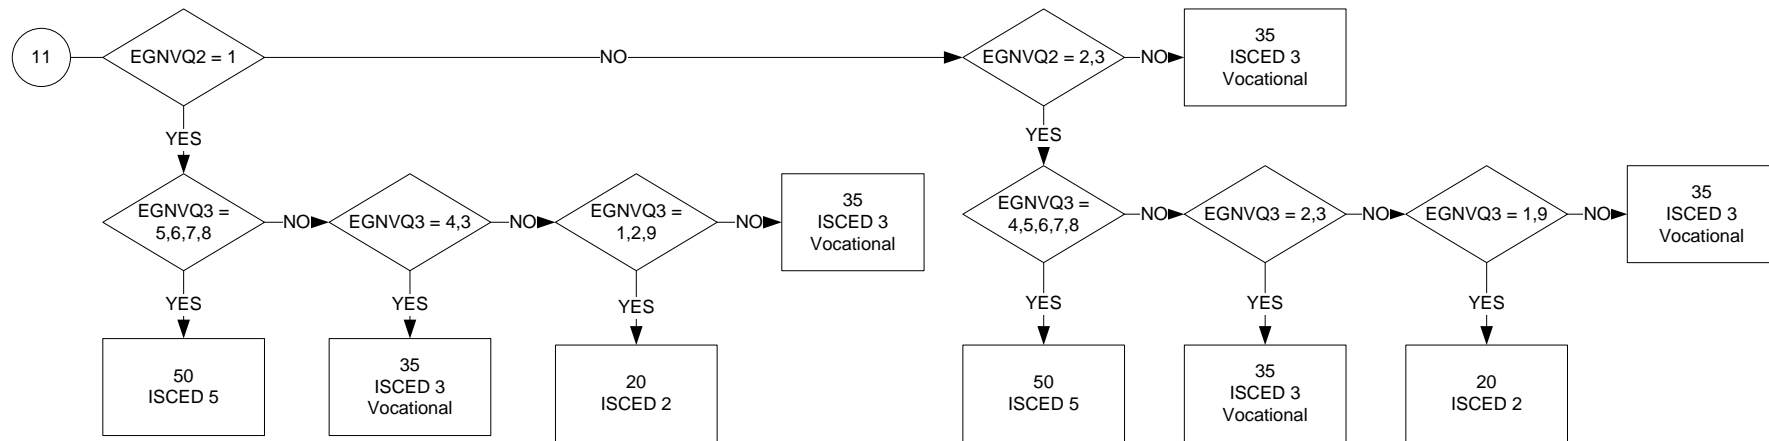 11
EGNVQ2 = 1
NO
EGNVQ2 = 2,3
NO
35
ISCED 3
Vocational
YES
YES
EGNVQ3 =
5,6,7,8
NO
EGNVQ3 = 4,3
NO
EGNVQ3 =
1,2,9
NO
35
ISCED 3
Vocational
EGNVQ3 =
4,5,6,7,8
NO
EGNVQ3 = 2,3
NO
EGNVQ3 = 1,9
NO
35
ISCED 3
Vocational
YES
YES
YES
YES
YES
YES
50
ISCED 5
35
ISCED 3
Vocational
20
ISCED 2
50
ISCED 5
35
ISCED 3
Vocational
20
ISCED 2